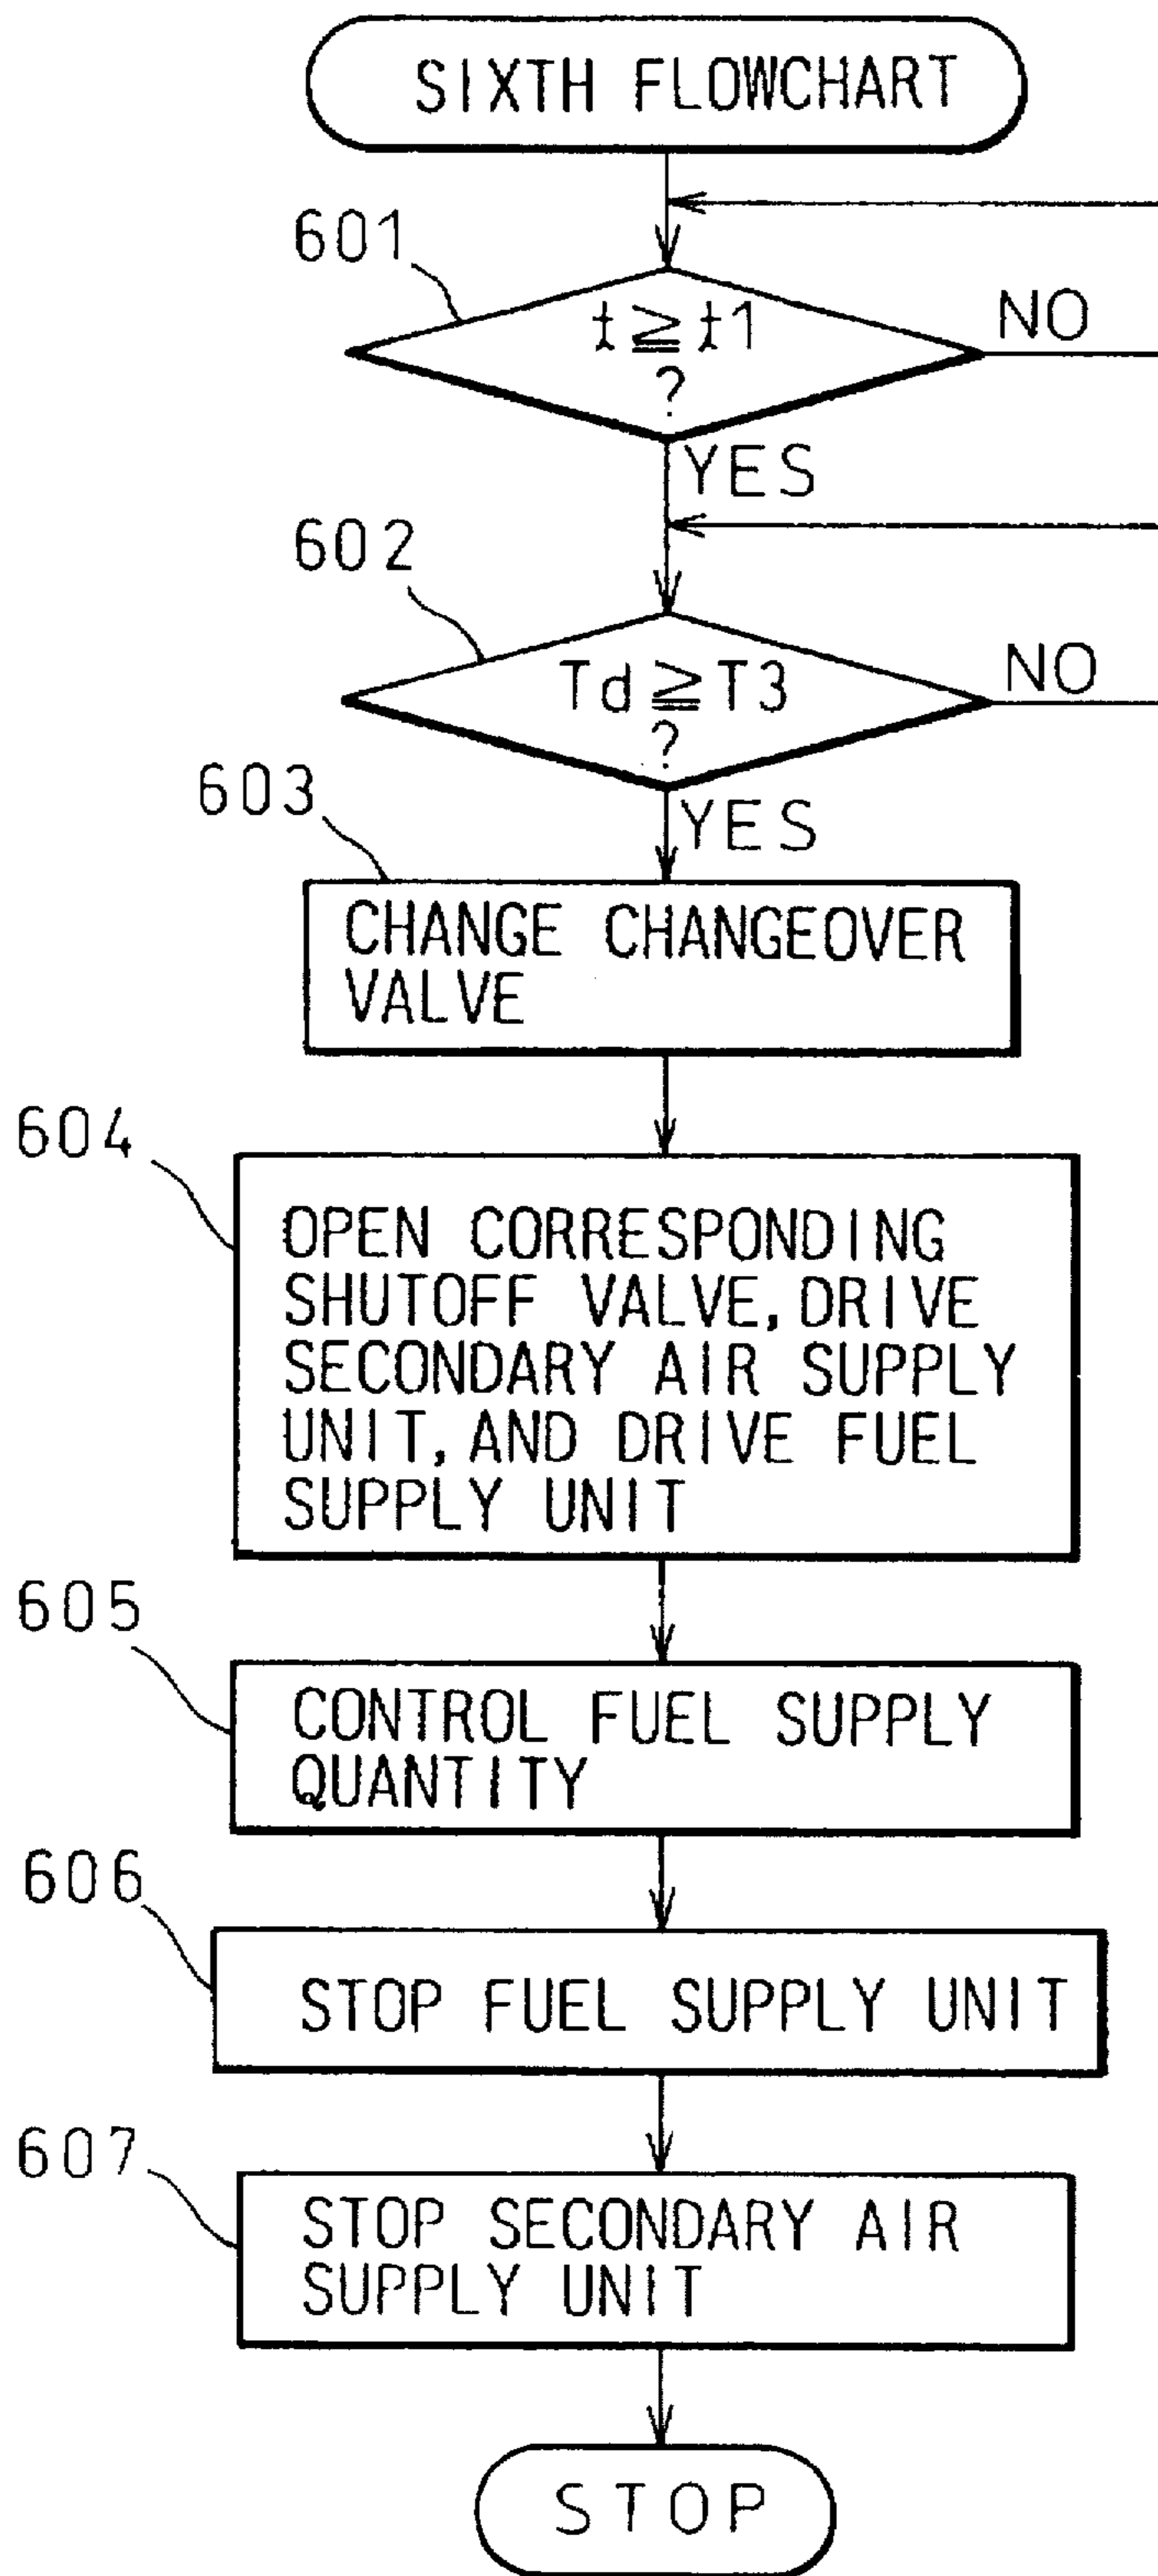 SIXTH FLOWCHART
601
t≧t1
?
NO
YES
602
Td≧T3
?
NO
YES
603
CHANGE CHANGEOVER
VALVE
604
OPEN CORRESPONDING
SHUTOFF VALVE, DRIVE
SECONDARY AIR SUPPLY
UNIT, AND DRIVE FUEL
SUPPLY UNIT
605
CONTROL FUEL SUPPLY
QUANTITY
606
STOP FUEL SUPPLY UNIT
607
STOP SECONDARY AIR
SUPPLY UNIT
STOP